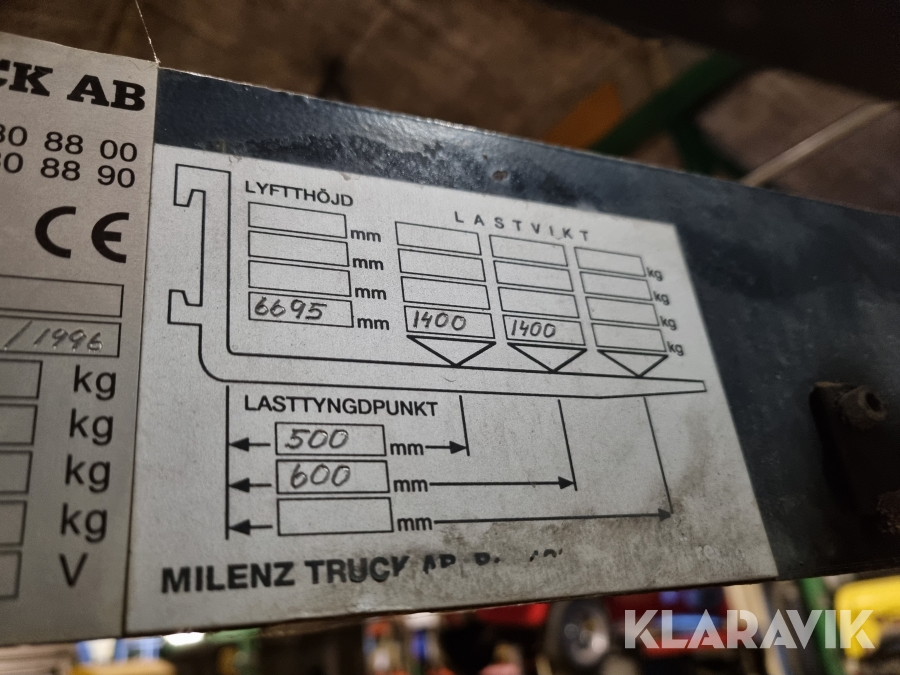 CK AB
30 88 00
30 88 90
CE
/1996
kg
kg
kg
kg
V
LYFTTHÖJD
LASTVIKT
mm
kg
mm
kg
mm
kg
6695 mm 1400 1400 kg
LASTTYNGDPUNKT
500 mm
600 mm
mm
MILENZ TRUCK AB
KLARAVIK